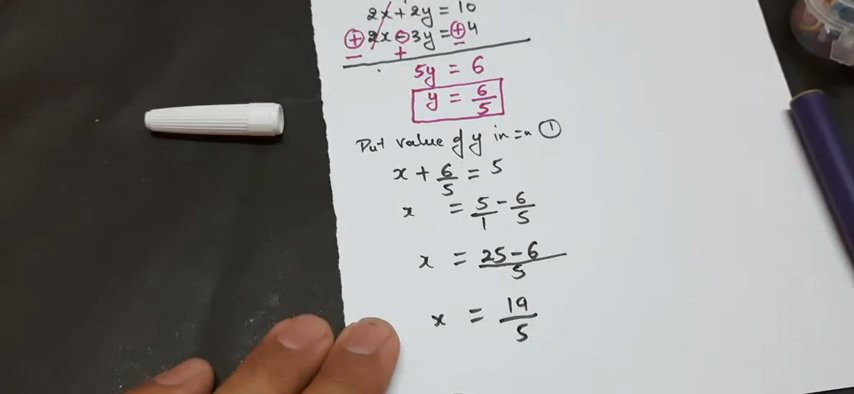 2x + 2y = 10
⊕ 2x ⊖ 3y = ⊕ 4
− + −
5y = 6
y = 6/5
Put value of y in =n ①
x + 6/5 = 5
x = 5/1 - 6/5
x = 25-6/5
x = 19/5